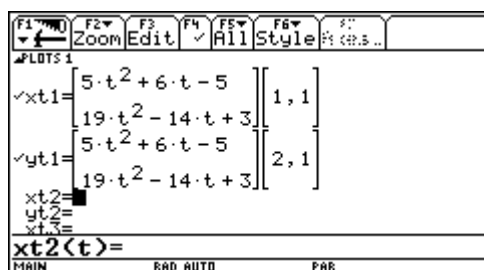 F1 F2 F3 F4 F5 F6
Zoom Edit ✓ All Style
PLOTS 1
✓xt1=[5·t²+6·t-5
19·t²-14·t+3][1,1]
✓yt1=[5·t²+6·t-5
19·t²-14·t+3][2,1]
xt2=
yt2=
xt3=
xt2(t)=
MAIN RAD AUTO PAR